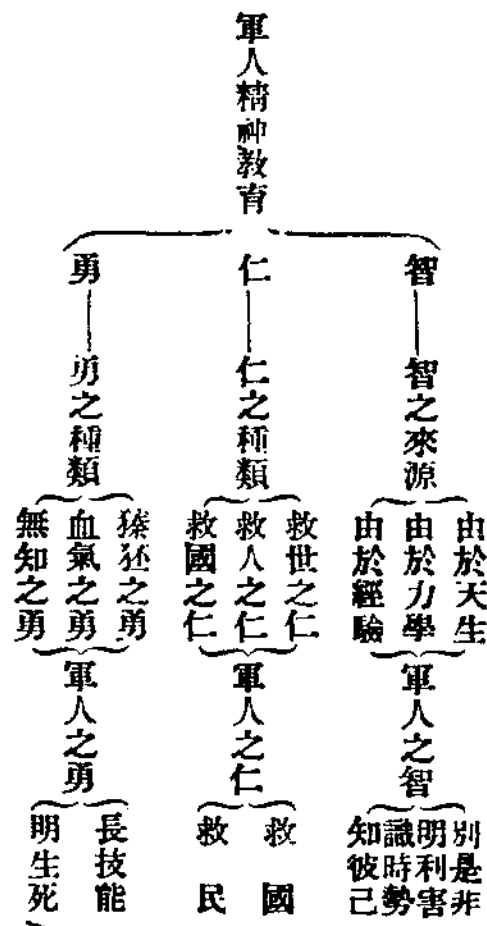 軍人精神教育
智
仁
勇
智之來源
仁之種類
勇之種類
由於天生
由於力學
由於經驗
救世之仁
救人之仁
救國之仁
獉狉之勇
血氣之勇
無知之勇
軍人之智
軍人之仁
軍人之勇
別是非
明利害
識時勢
知彼己
救國
救民
長技能
明生死